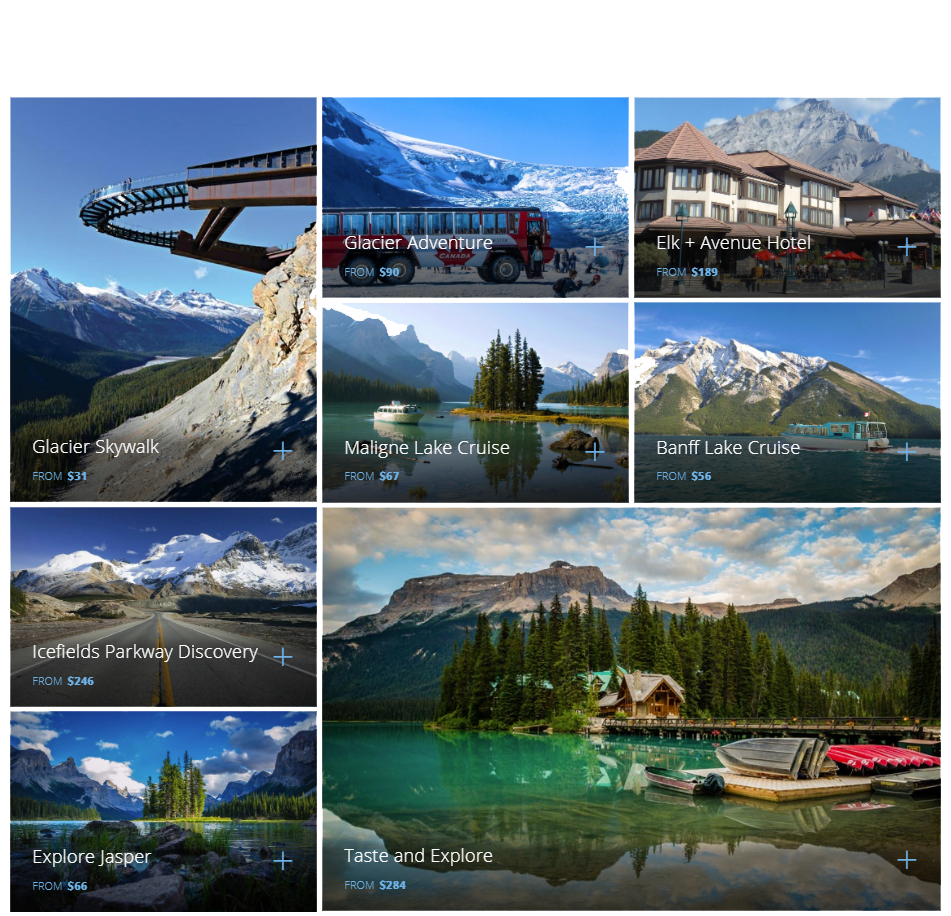 Glacier Skywalk
FROM $31
Glacier Adventure
FROM $90
CANADA
Elk + Avenue Hotel
FROM $189
Maligne Lake Cruise
FROM $67
Banff Lake Cruise
FROM $56
Icefields Parkway Discovery
FROM $246
Explore Jasper
FROM $66
Taste and Explore
FROM $284